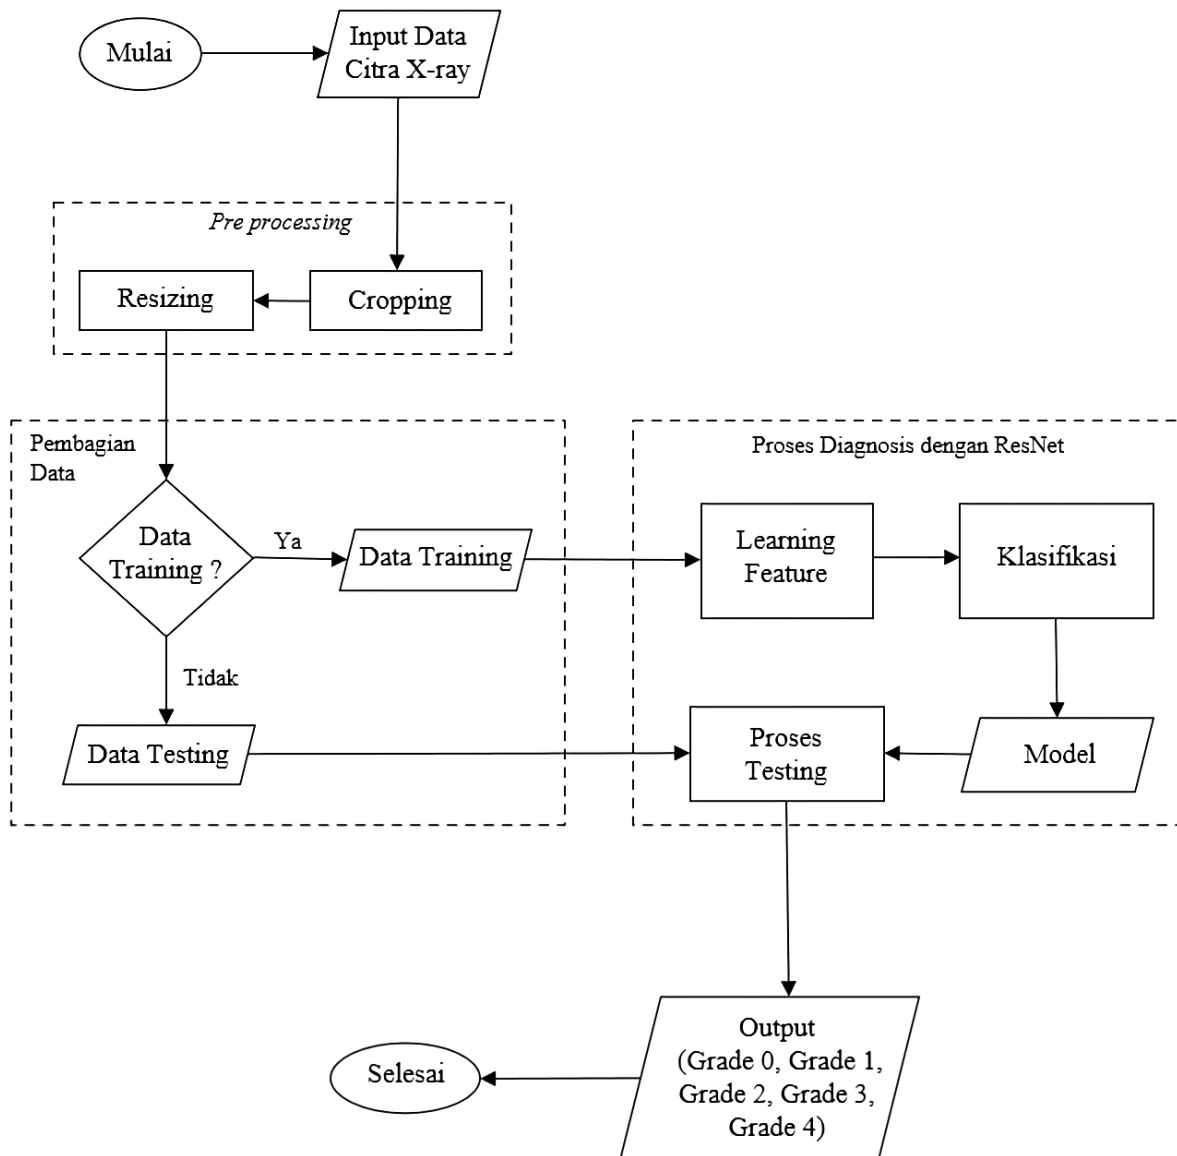 Mulai
Input Data
Citra X-ray
Pre processing
Resizing
Cropping
Pembagian
Data
Proses Diagnosis dengan ResNet
Data
Training ?
Ya
Data Training
Learning
Feature
Klasifikasi
Tidak
Data Testing
Proses
Testing
Model
Output
(Grade 0, Grade 1,
Grade 2, Grade 3,
Grade 4)
Selesai